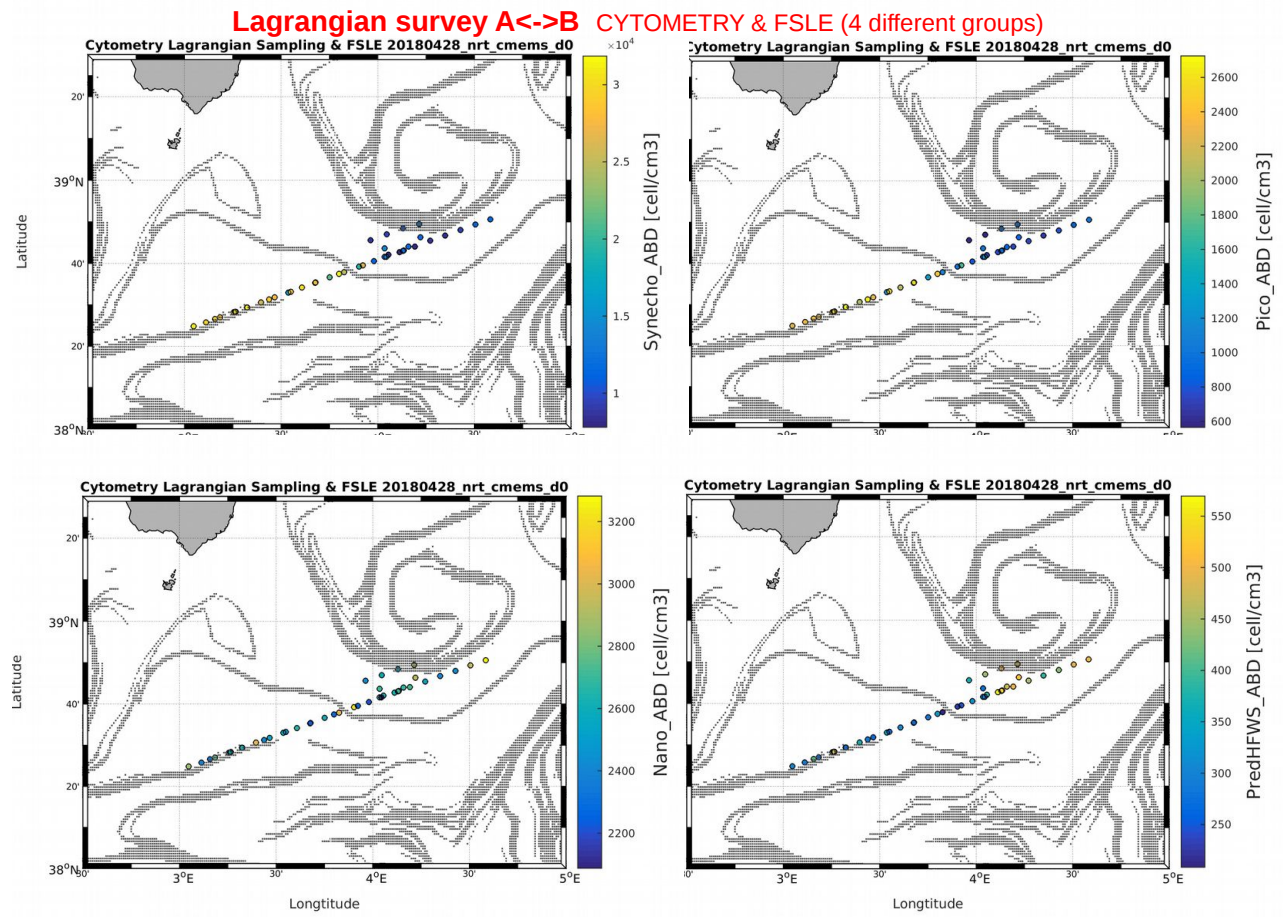 Lagrangian survey A<->B CYTOMETRY & FSLE (4 different groups)
Cytometry Lagrangian Sampling & FSLE 20180428_nrt_cmems_d0
×10⁴
20'
39°N
40'
20'
38°N
30'
Latitude
3
2.5
2
1.5
1
Synecho_ABD [cell/cm3]
Cytometry Lagrangian Sampling & FSLE 20180428_nrt_cmems_d0
30'
30'
5°E
2600
2400
2200
2000
1800
1600
1400
1200
1000
800
600
Pico_ABD [cell/cm3]
Cytometry Lagrangian Sampling & FSLE 20180428_nrt_cmems_d0
20'
39°N
40'
20'
38°N
3°E
30'
4°E
30'
5°E
Latitude
Longtitude
3200
3000
2800
2600
2400
2200
Nano_ABD [cell/cm3]
Cytometry Lagrangian Sampling & FSLE 20180428_nrt_cmems_d0
3°E
30'
4°E
30'
5°E
Longtitude
550
500
450
400
350
300
250
PredHFWS_ABD [cell/cm3]